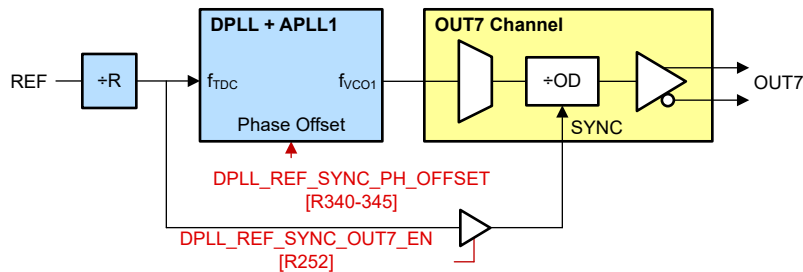 DPLL + APLL1
OUT7 Channel
REF
÷R
fTDC
fVCO1
÷OD
OUT7
Phase Offset
SYNC
DPLL_REF_SYNC_PH_OFFSET
[R340-345]
DPLL_REF_SYNC_OUT7_EN
[R252]